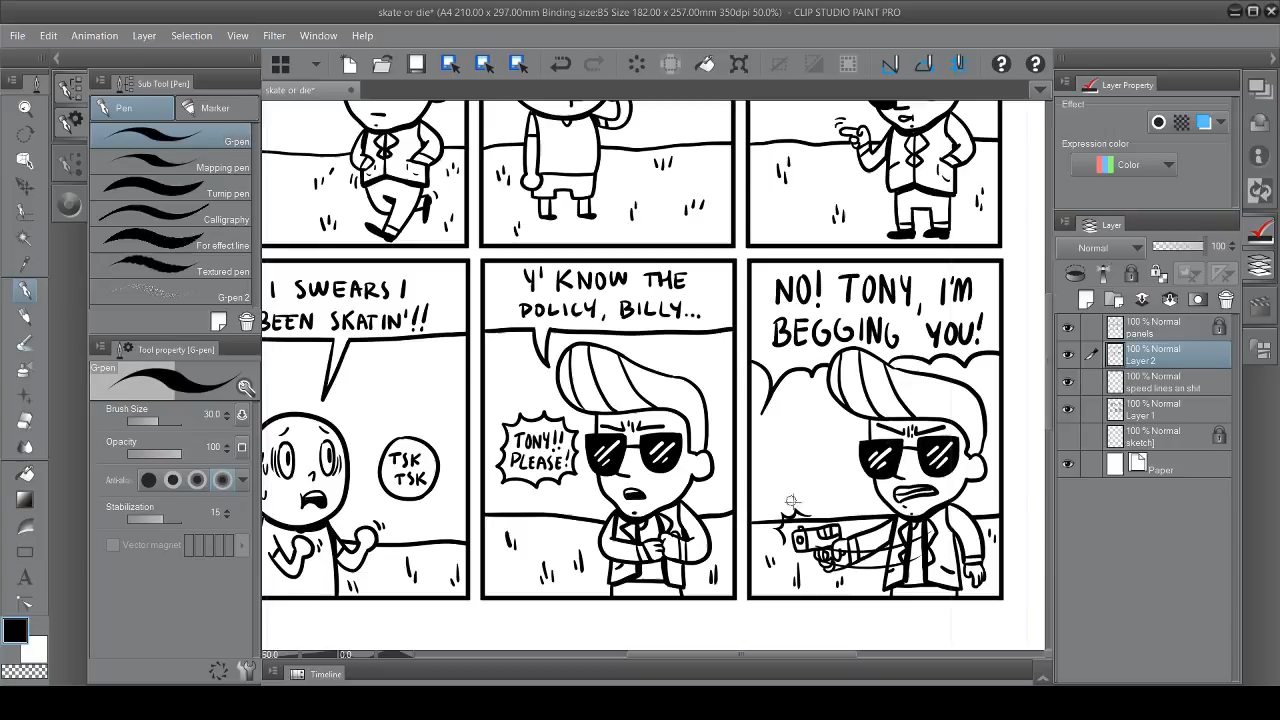 skate or die* (A4 210.00 x 297.00mm Binding size:B5 Size 182.00 x 257.00mm 350dpi 50.0%) - CLIP STUDIO PAINT PRO
File Edit Animation Layer Selection View Filter Window Help
Sub Tool [Pen]
skate or die*
Layer Property
Pen Marker
Effect
G-pen
Mapping pen
Turnip pen
Calligraphy
For effect line
Textured pen
G-pen 2
Expression color
Color
Layer
Normal 100
100 % Normal
panels
100 % Normal
Layer 2
100 % Normal
speed lines an shit
100 % Normal
Layer 1
100 % Normal
sketch]
Paper
Tool property [G-pen]
G-pen
Brush Size 30.0
Opacity 100
Stabilization 15
Vector magnet
I SWEARS I
BEEN SKATIN'!!
TSK
TSK
Y' KNOW THE
POLICY, BILLY...
TONY!!
PLEASE!
NO! TONY, I'M
BEGGING YOU!
0.0
Timeline